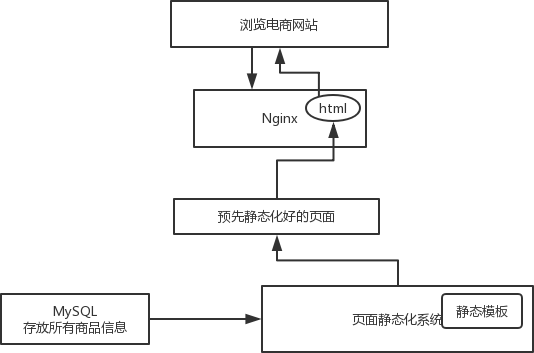 浏览电商网站
Nginx
html
预先静态化好的页面
MySQL
存放所有商品信息
页面静态化系统
静态模板